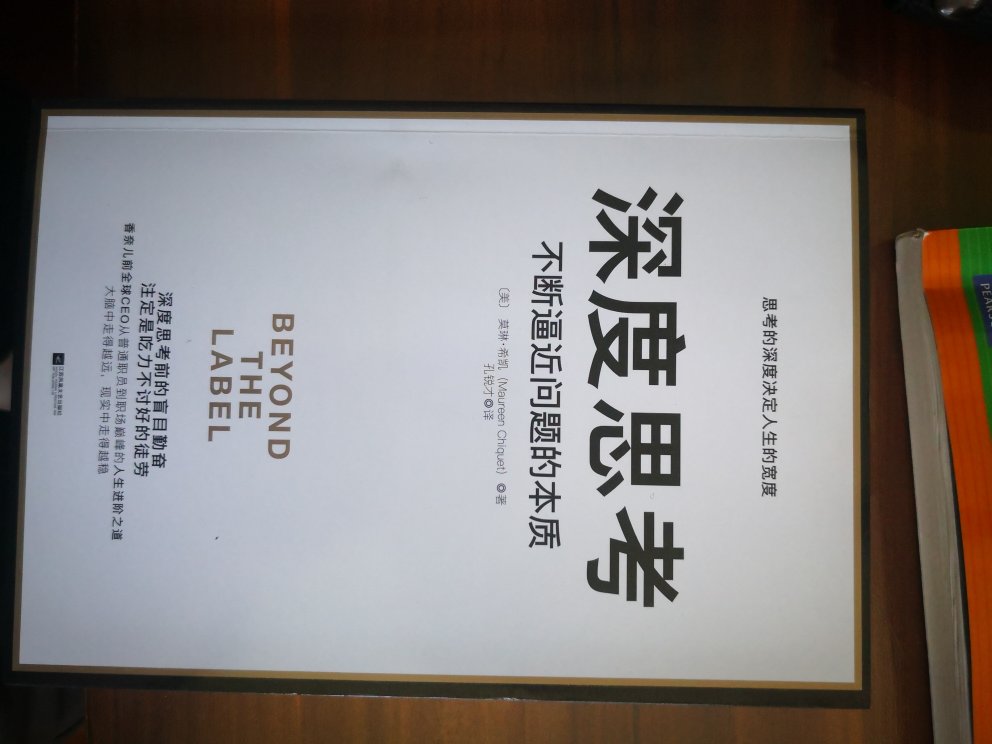 思考的深度决定人生的宽度
深度思考
不断逼近问题的本质
〔美〕莫琳·希凯（Maureen Chiquet）◎著
孔锐才◎译
BEYOND
THE
LABEL
深度思考前的盲目勤奋
注定是吃力不讨好的徒劳
香奈儿前全球CEO从普通职员到职场巅峰的人生进阶之道
大脑中走得越远，现实中走得越稳
PEARS